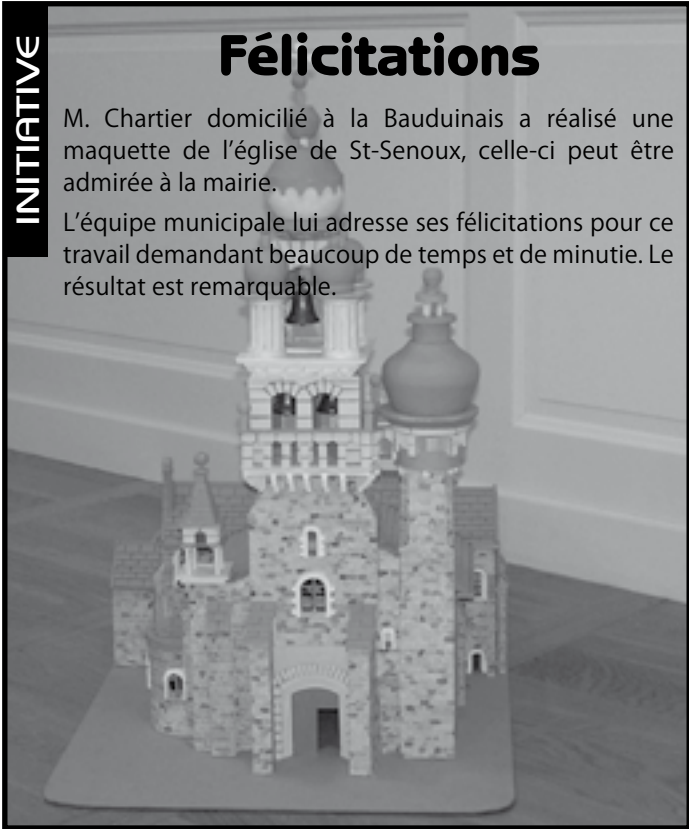 INITIATIVE
Félicitations
M. Chartier domicilié à la Bauduinais a réalisé une
maquette de l'église de St-Senoux, celle-ci peut être
admirée à la mairie.
L'équipe municipale lui adresse ses félicitations pour ce
travail demandant beaucoup de temps et de minutie. Le
résultat est remarquable.